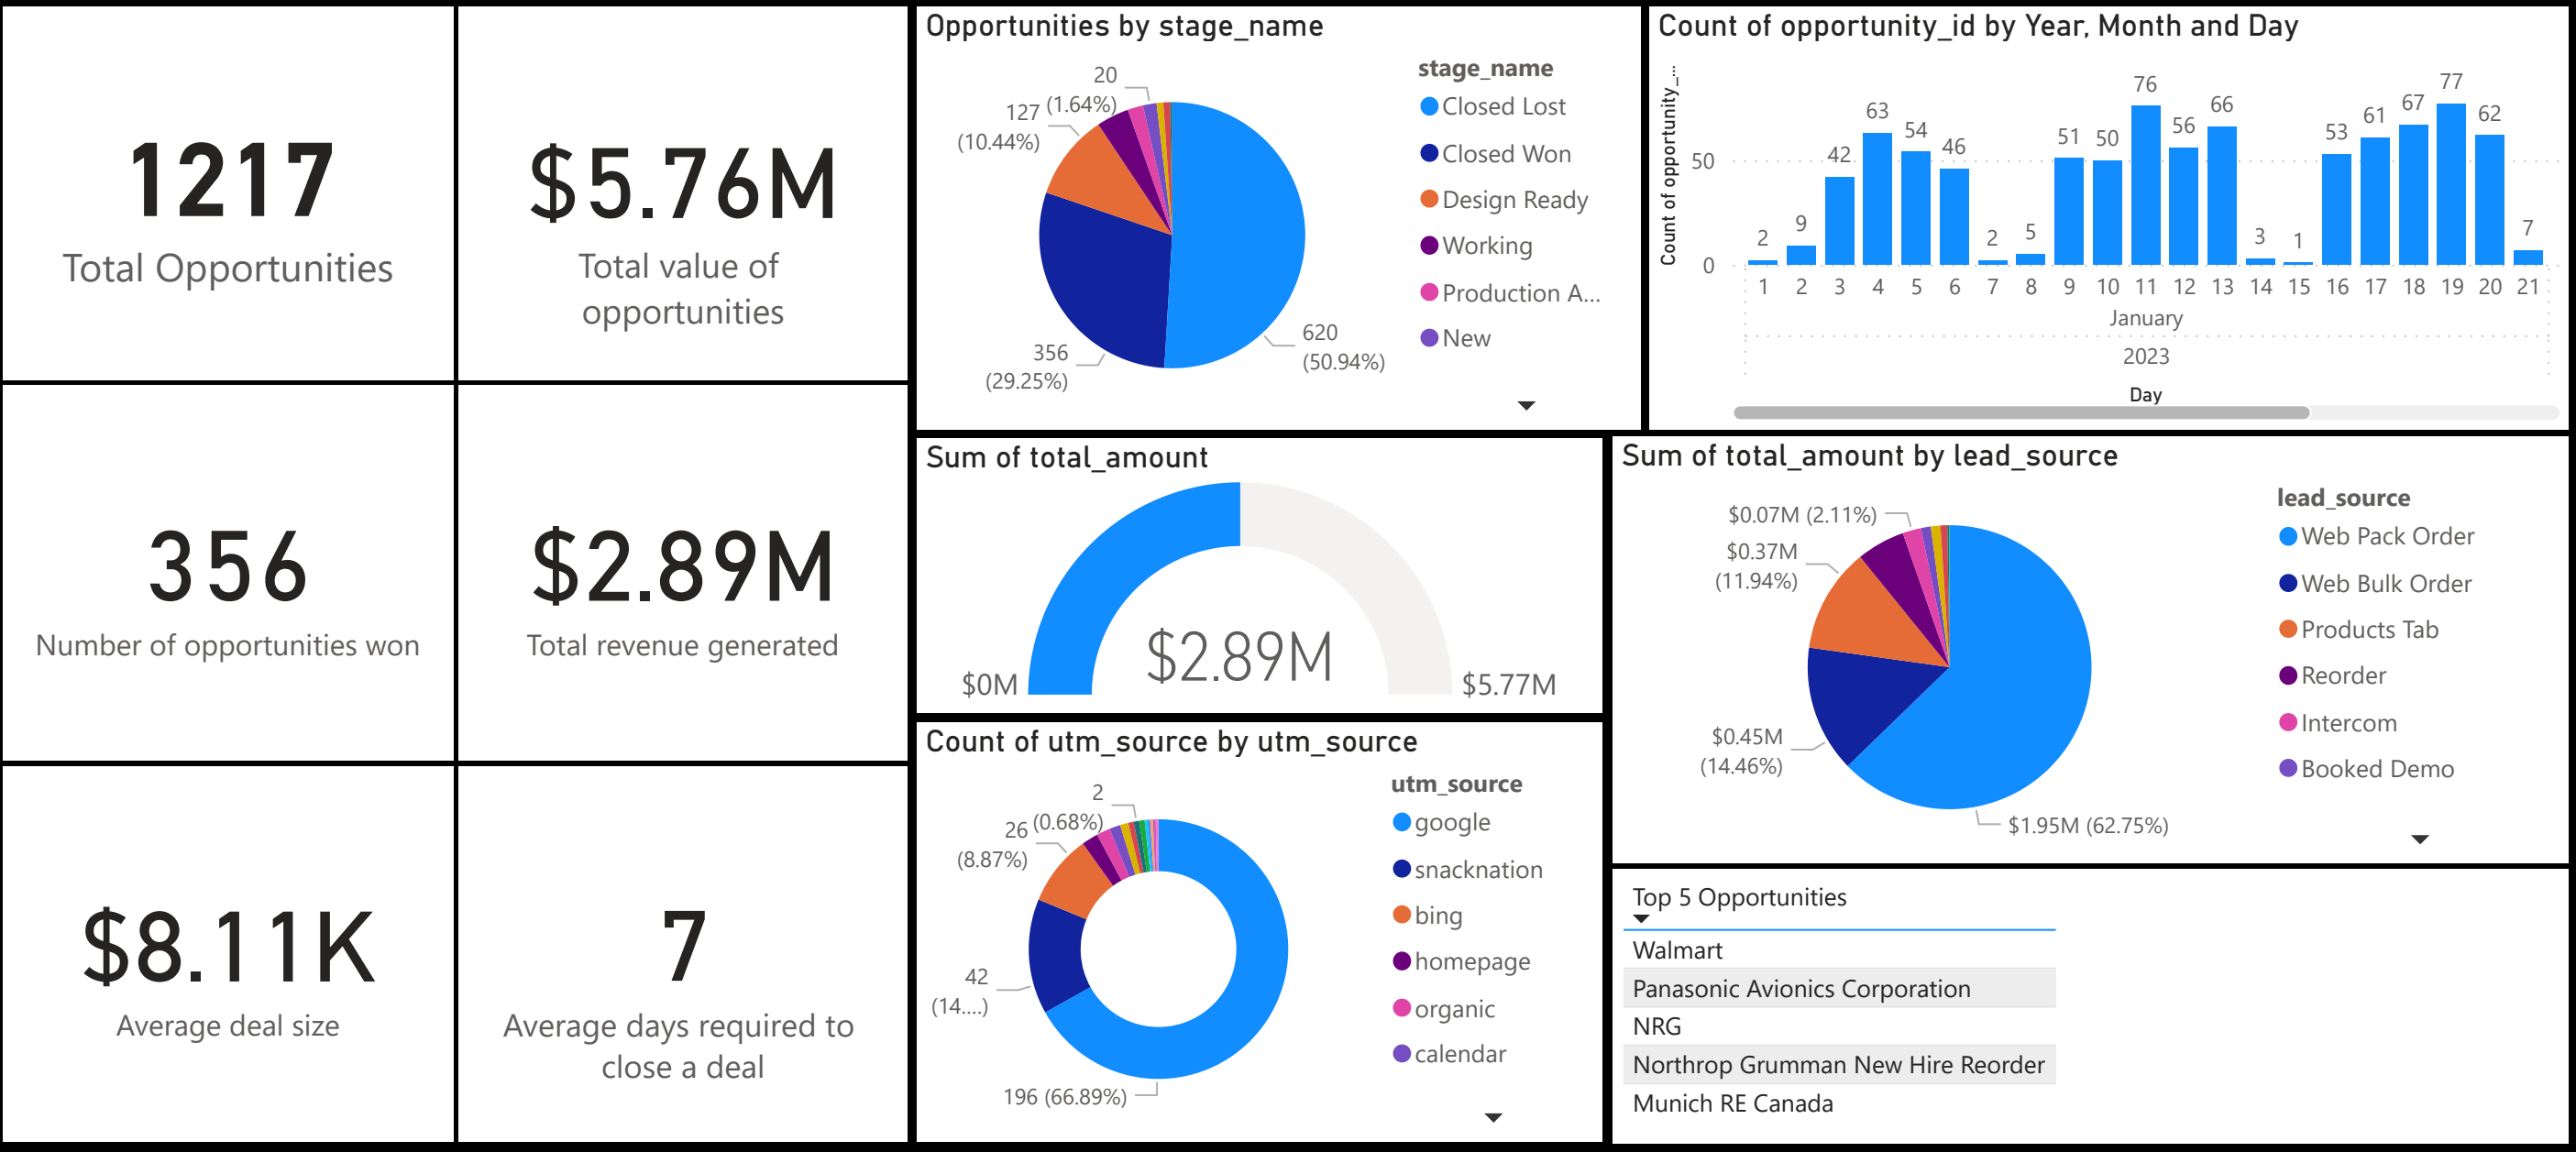 1217
Total Opportunities
$5.76M
Total value of
opportunities
356
Number of opportunities won
$2.89M
Total revenue generated
$8.11K
Average deal size
7
Average days required to
close a deal
Opportunities by stage_name
20
(1.64%)
127
(10.44%)
356
(29.25%)
620
(50.94%)
stage_name
Closed Lost
Closed Won
Design Ready
Working
Production A...
New
Count of opportunity_id by Year, Month and Day
Count of opportunity_...
50
0
2
9
42
63
54
46
2
5
51
50
76
56
66
3
1
53
61
67
77
62
7
1 2 3 4 5 6 7 8 9 10 11 12 13 14 15 16 17 18 19 20 21
January
2023
Day
Sum of total_amount
$0M
$2.89M
$5.77M
Sum of total_amount by lead_source
$0.07M (2.11%)
$0.37M
(11.94%)
$0.45M
(14.46%)
$1.95M (62.75%)
lead_source
Web Pack Order
Web Bulk Order
Products Tab
Reorder
Intercom
Booked Demo
Count of utm_source by utm_source
2
(0.68%)
26
(8.87%)
42
(14....)
196 (66.89%)
utm_source
google
snacknation
bing
homepage
organic
calendar
Top 5 Opportunities
Walmart
Panasonic Avionics Corporation
NRG
Northrop Grumman New Hire Reorder
Munich RE Canada